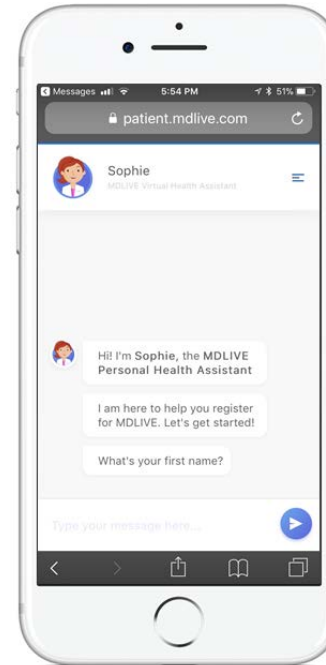 Messages 5:54 PM 51%
patient.mdlive.com
Sophie
MDLIVE Virtual Health Assistant
Hi! I'm Sophie, the MDLIVE
Personal Health Assistant
I am here to help you register
for MDLIVE. Let's get started!
What's your first name?
Type your message here...